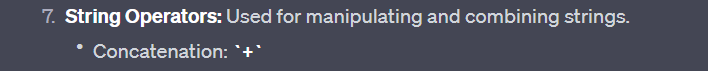 7. String Operators: Used for manipulating and combining strings.
• Concatenation: `+`